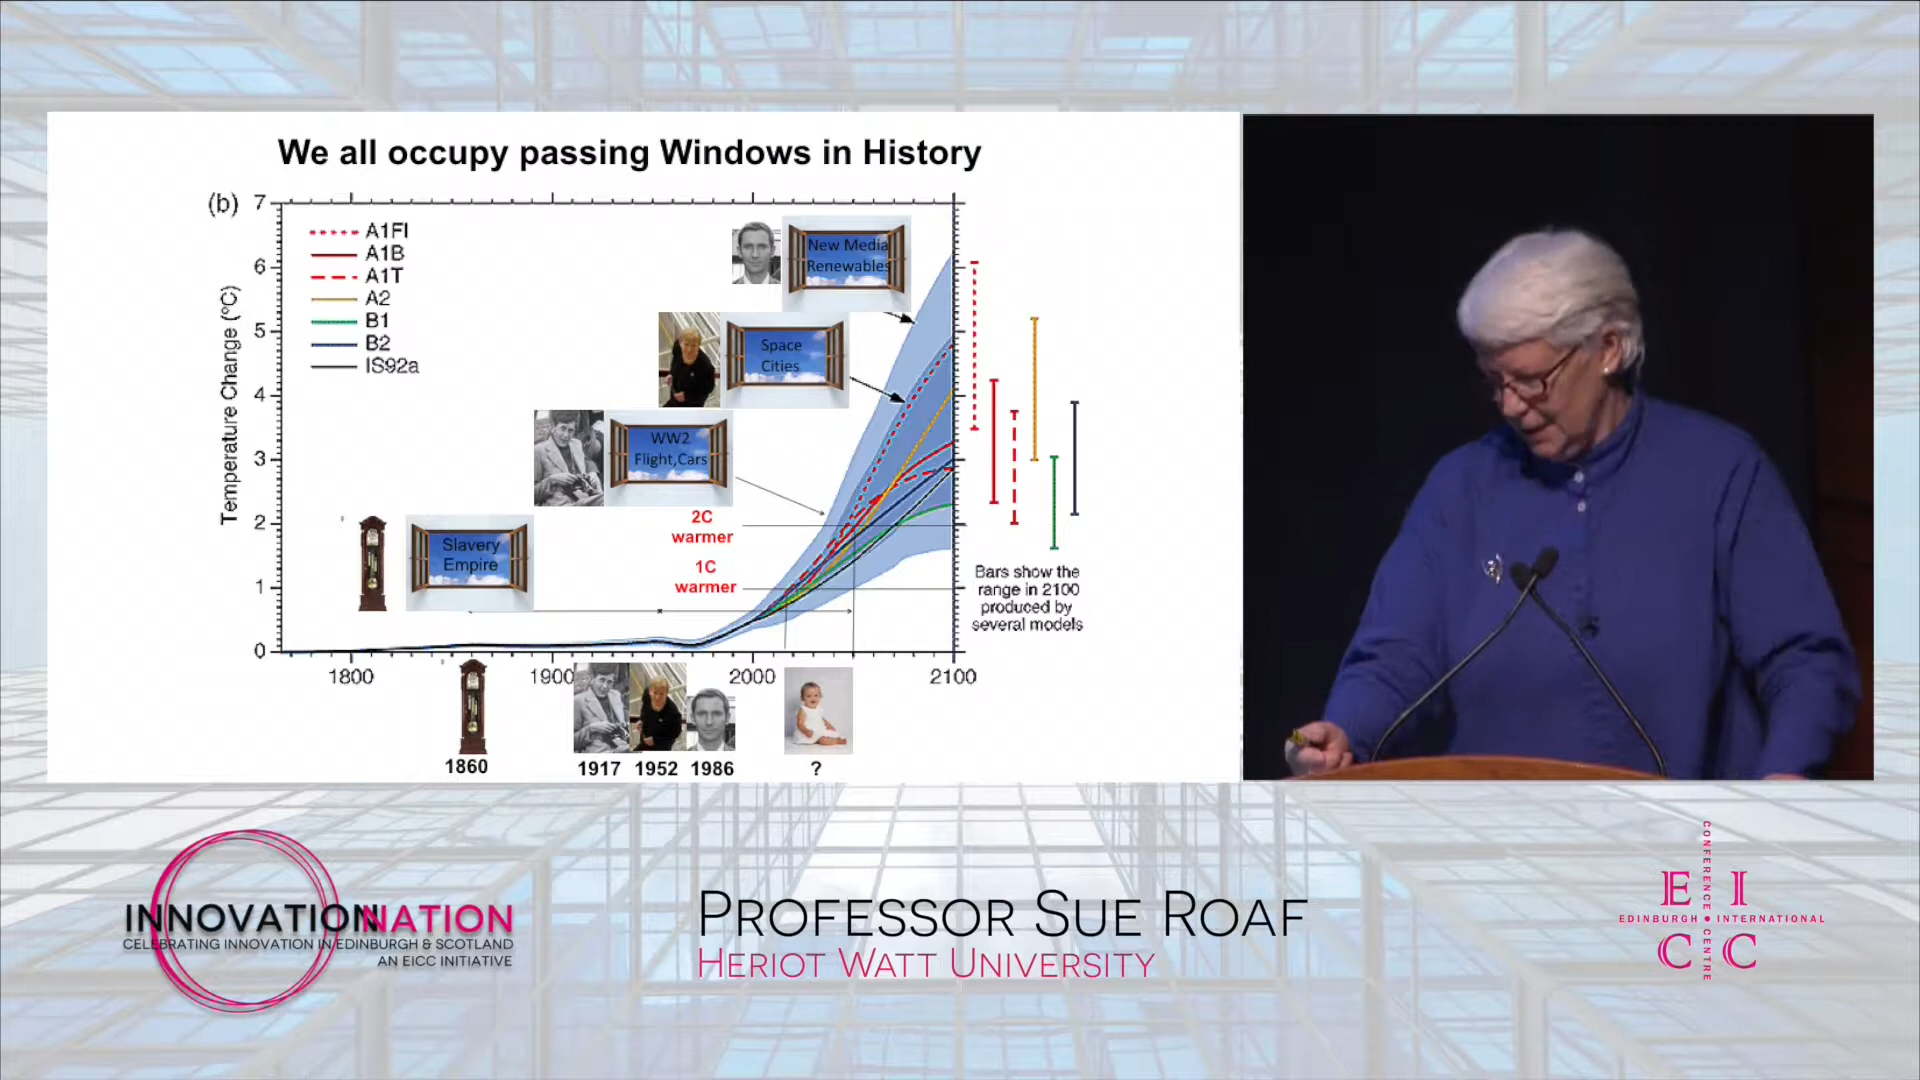 We all occupy passing Windows in History
(b)
7
6
5
4
3
2
1
0
Temperature Change (°C)
A1FI
A1B
A1T
A2
B1
B2
IS92a
New Media
Renewables
Space
Cities
WW2
Flight,Cars
Slavery
Empire
2C
warmer
1C
warmer
Bars show the
range in 2100
produced by
several models
1800
1900
2000
2100
1860
1917
1952
1986
?
INNOVATIONNATION
CELEBRATING INNOVATION IN EDINBURGH & SCOTLAND
AN EICC INITIATIVE
PROFESSOR SUE ROAF
HERIOT WATT UNIVERSITY
E I
EDINBURGH • INTERNATIONAL
C C
CONFERENCE CENTRE